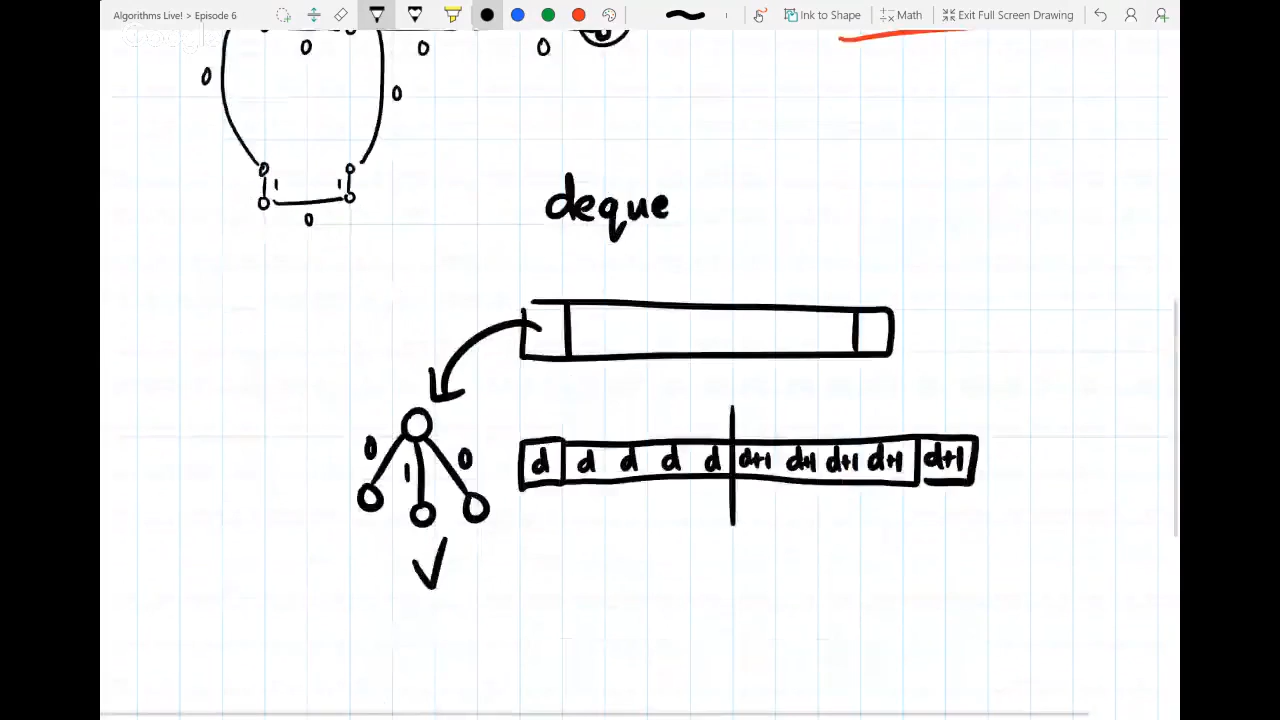 Algorithms Live! > Episode 6
Ink to Shape
Math
Exit Full Screen Drawing
0 0 0
0 0
1 1
0
deque
0 1 0
d d d d d d+1 d+1 d+1 d+1 d+1